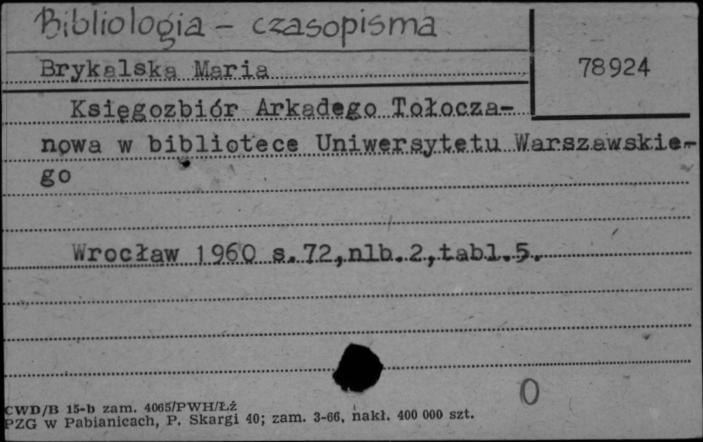 Bibliologia - czasopisma
Brykalska Maria
78924
Księgozbiór Arkadego Tołocza-
nowa w bibliotece Uniwersytetu Warszawskie-
go
Wrocław 1960 s.72,nlb.2,tabl.5.
0
CWD/B 15-b zam. 4065/PWH/Łż
PZG w Pabianicach, P. Skargi 40; zam. 3-66, nakł. 400 000 szt.